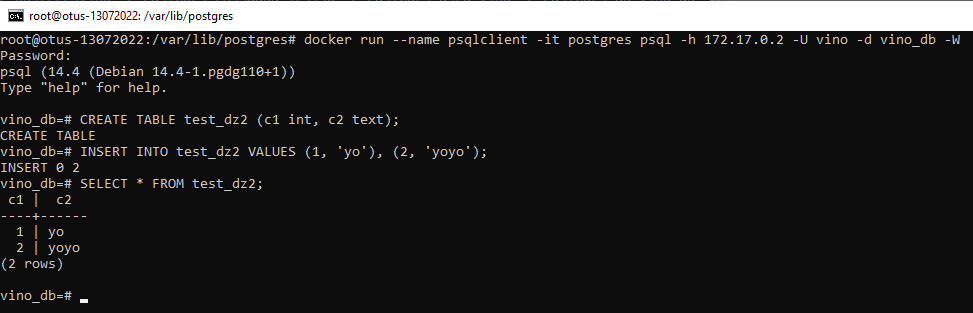 root@otus-13072022: /var/lib/postgres
root@otus-13072022:/var/lib/postgres# docker run --name psqlclient -it postgres psql -h 172.17.0.2 -U vino -d vino_db -W
Password:
psql (14.4 (Debian 14.4-1.pgdg110+1))
Type "help" for help.
vino_db=# CREATE TABLE test_dz2 (c1 int, c2 text);
CREATE TABLE
vino_db=# INSERT INTO test_dz2 VALUES (1, 'yo'), (2, 'yoyo');
INSERT 0 2
vino_db=# SELECT * FROM test_dz2;
 c1 |  c2
----+------
  1 | yo
  2 | yoyo
(2 rows)
vino_db=#